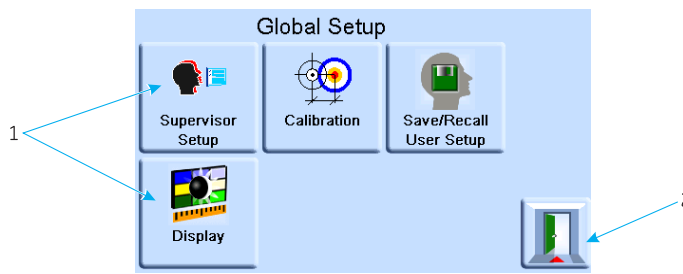 Global Setup
1
Supervisor
Setup
Calibration
Save/Recall
User Setup
Display